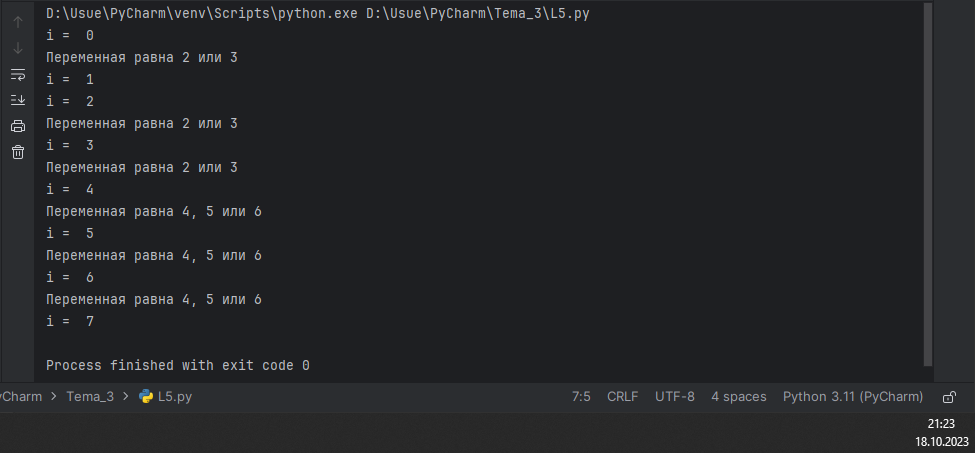 D:\Usue\PyCharm\venv\Scripts\python.exe D:\Usue\PyCharm\Tema_3\L5.py
i =  0
Переменная равна 2 или 3
i =  1
i =  2
Переменная равна 2 или 3
i =  3
Переменная равна 2 или 3
i =  4
Переменная равна 4, 5 или 6
i =  5
Переменная равна 4, 5 или 6
i =  6
Переменная равна 4, 5 или 6
i =  7
Process finished with exit code 0
yCharm > Tema_3 > L5.py 7:5 CRLF UTF-8 4 spaces Python 3.11 (PyCharm)
21:23
18.10.2023